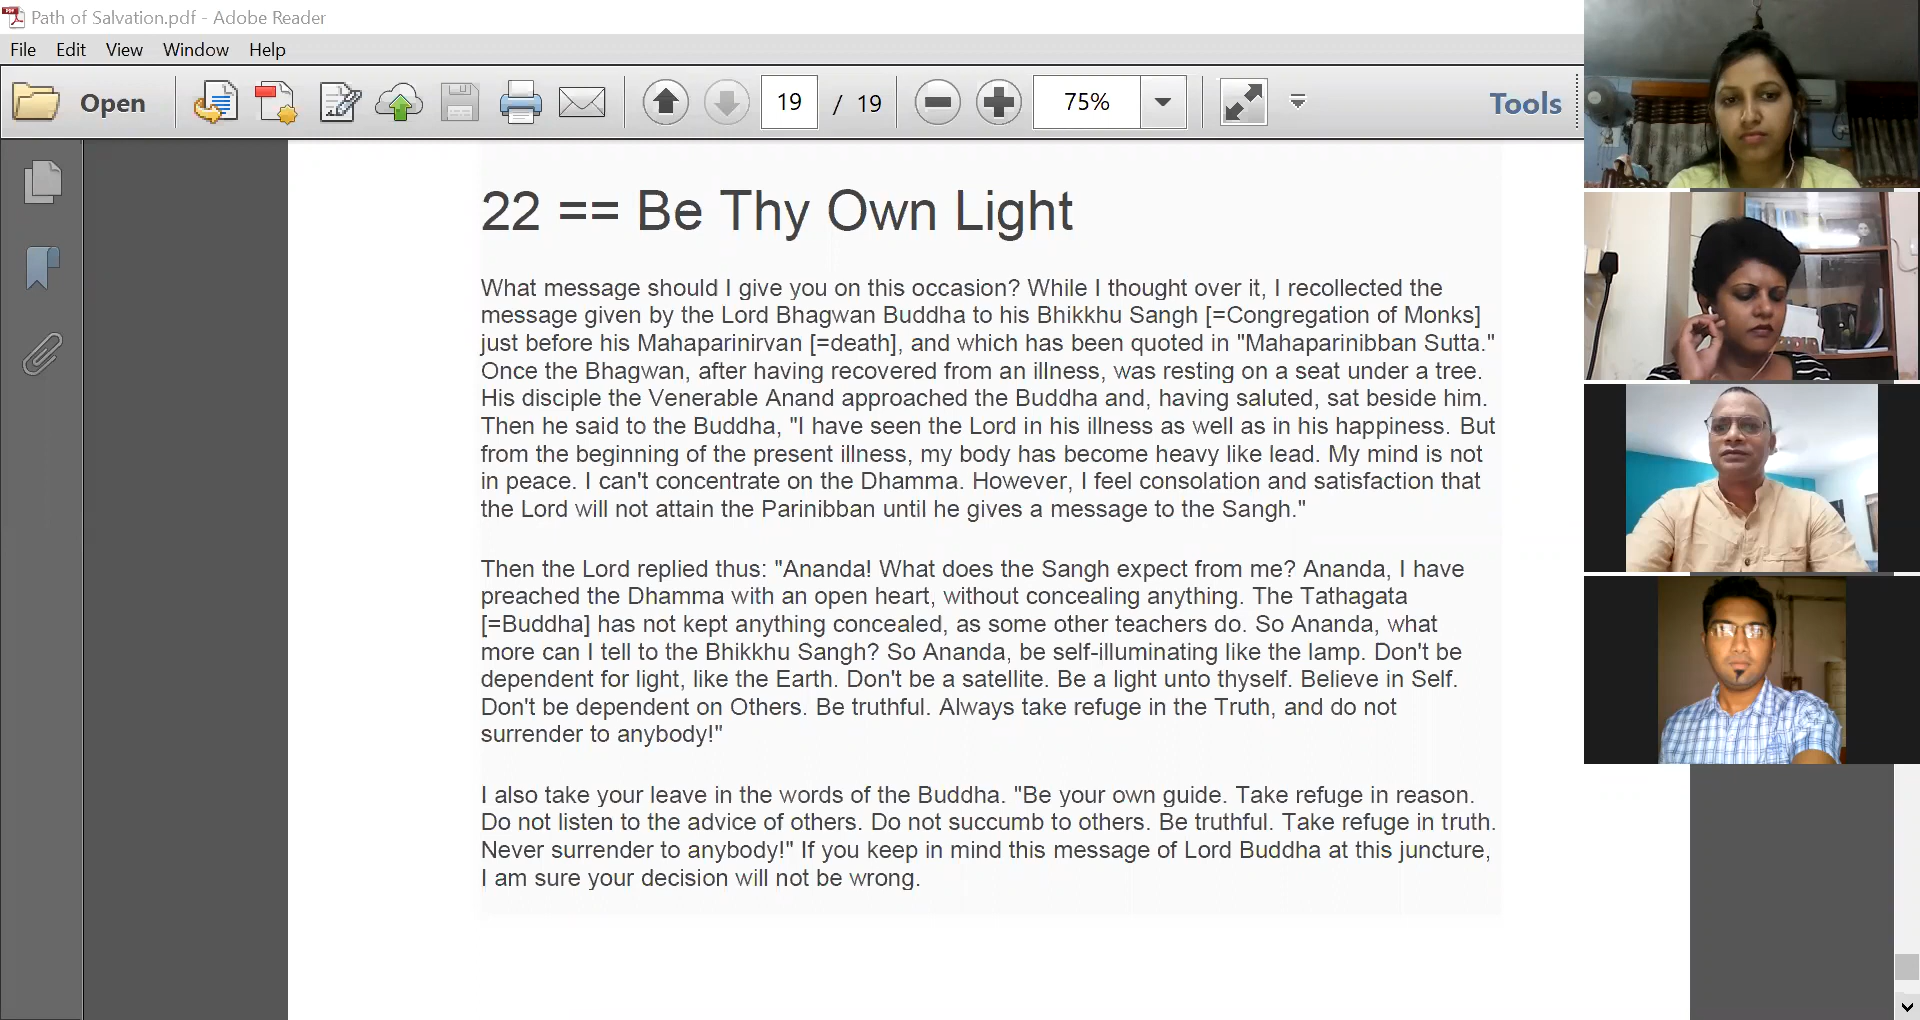 Path of Salvation.pdf - Adobe Reader
File Edit View Window Help
Open 19 / 19 75% Tools
22 == Be Thy Own Light
What message should I give you on this occasion? While I thought over it, I recollected the
message given by the Lord Bhagwan Buddha to his Bhikkhu Sangh [=Congregation of Monks]
just before his Mahaparinirvan [=death], and which has been quoted in "Mahaparinibban Sutta."
Once the Bhagwan, after having recovered from an illness, was resting on a seat under a tree.
His disciple the Venerable Anand approached the Buddha and, having saluted, sat beside him.
Then he said to the Buddha, "I have seen the Lord in his illness as well as in his happiness. But
from the beginning of the present illness, my body has become heavy like lead. My mind is not
in peace. I can't concentrate on the Dhamma. However, I feel consolation and satisfaction that
the Lord will not attain the Parinibban until he gives a message to the Sangh."
Then the Lord replied thus: "Ananda! What does the Sangh expect from me? Ananda, I have
preached the Dhamma with an open heart, without concealing anything. The Tathagata
[=Buddha] has not kept anything concealed, as some other teachers do. So Ananda, what
more can I tell to the Bhikkhu Sangh? So Ananda, be self-illuminating like the lamp. Don't be
dependent for light, like the Earth. Don't be a satellite. Be a light unto thyself. Believe in Self.
Don't be dependent on Others. Be truthful. Always take refuge in the Truth, and do not
surrender to anybody!"
I also take your leave in the words of the Buddha. "Be your own guide. Take refuge in reason.
Do not listen to the advice of others. Do not succumb to others. Be truthful. Take refuge in truth.
Never surrender to anybody!" If you keep in mind this message of Lord Buddha at this juncture,
I am sure your decision will not be wrong.